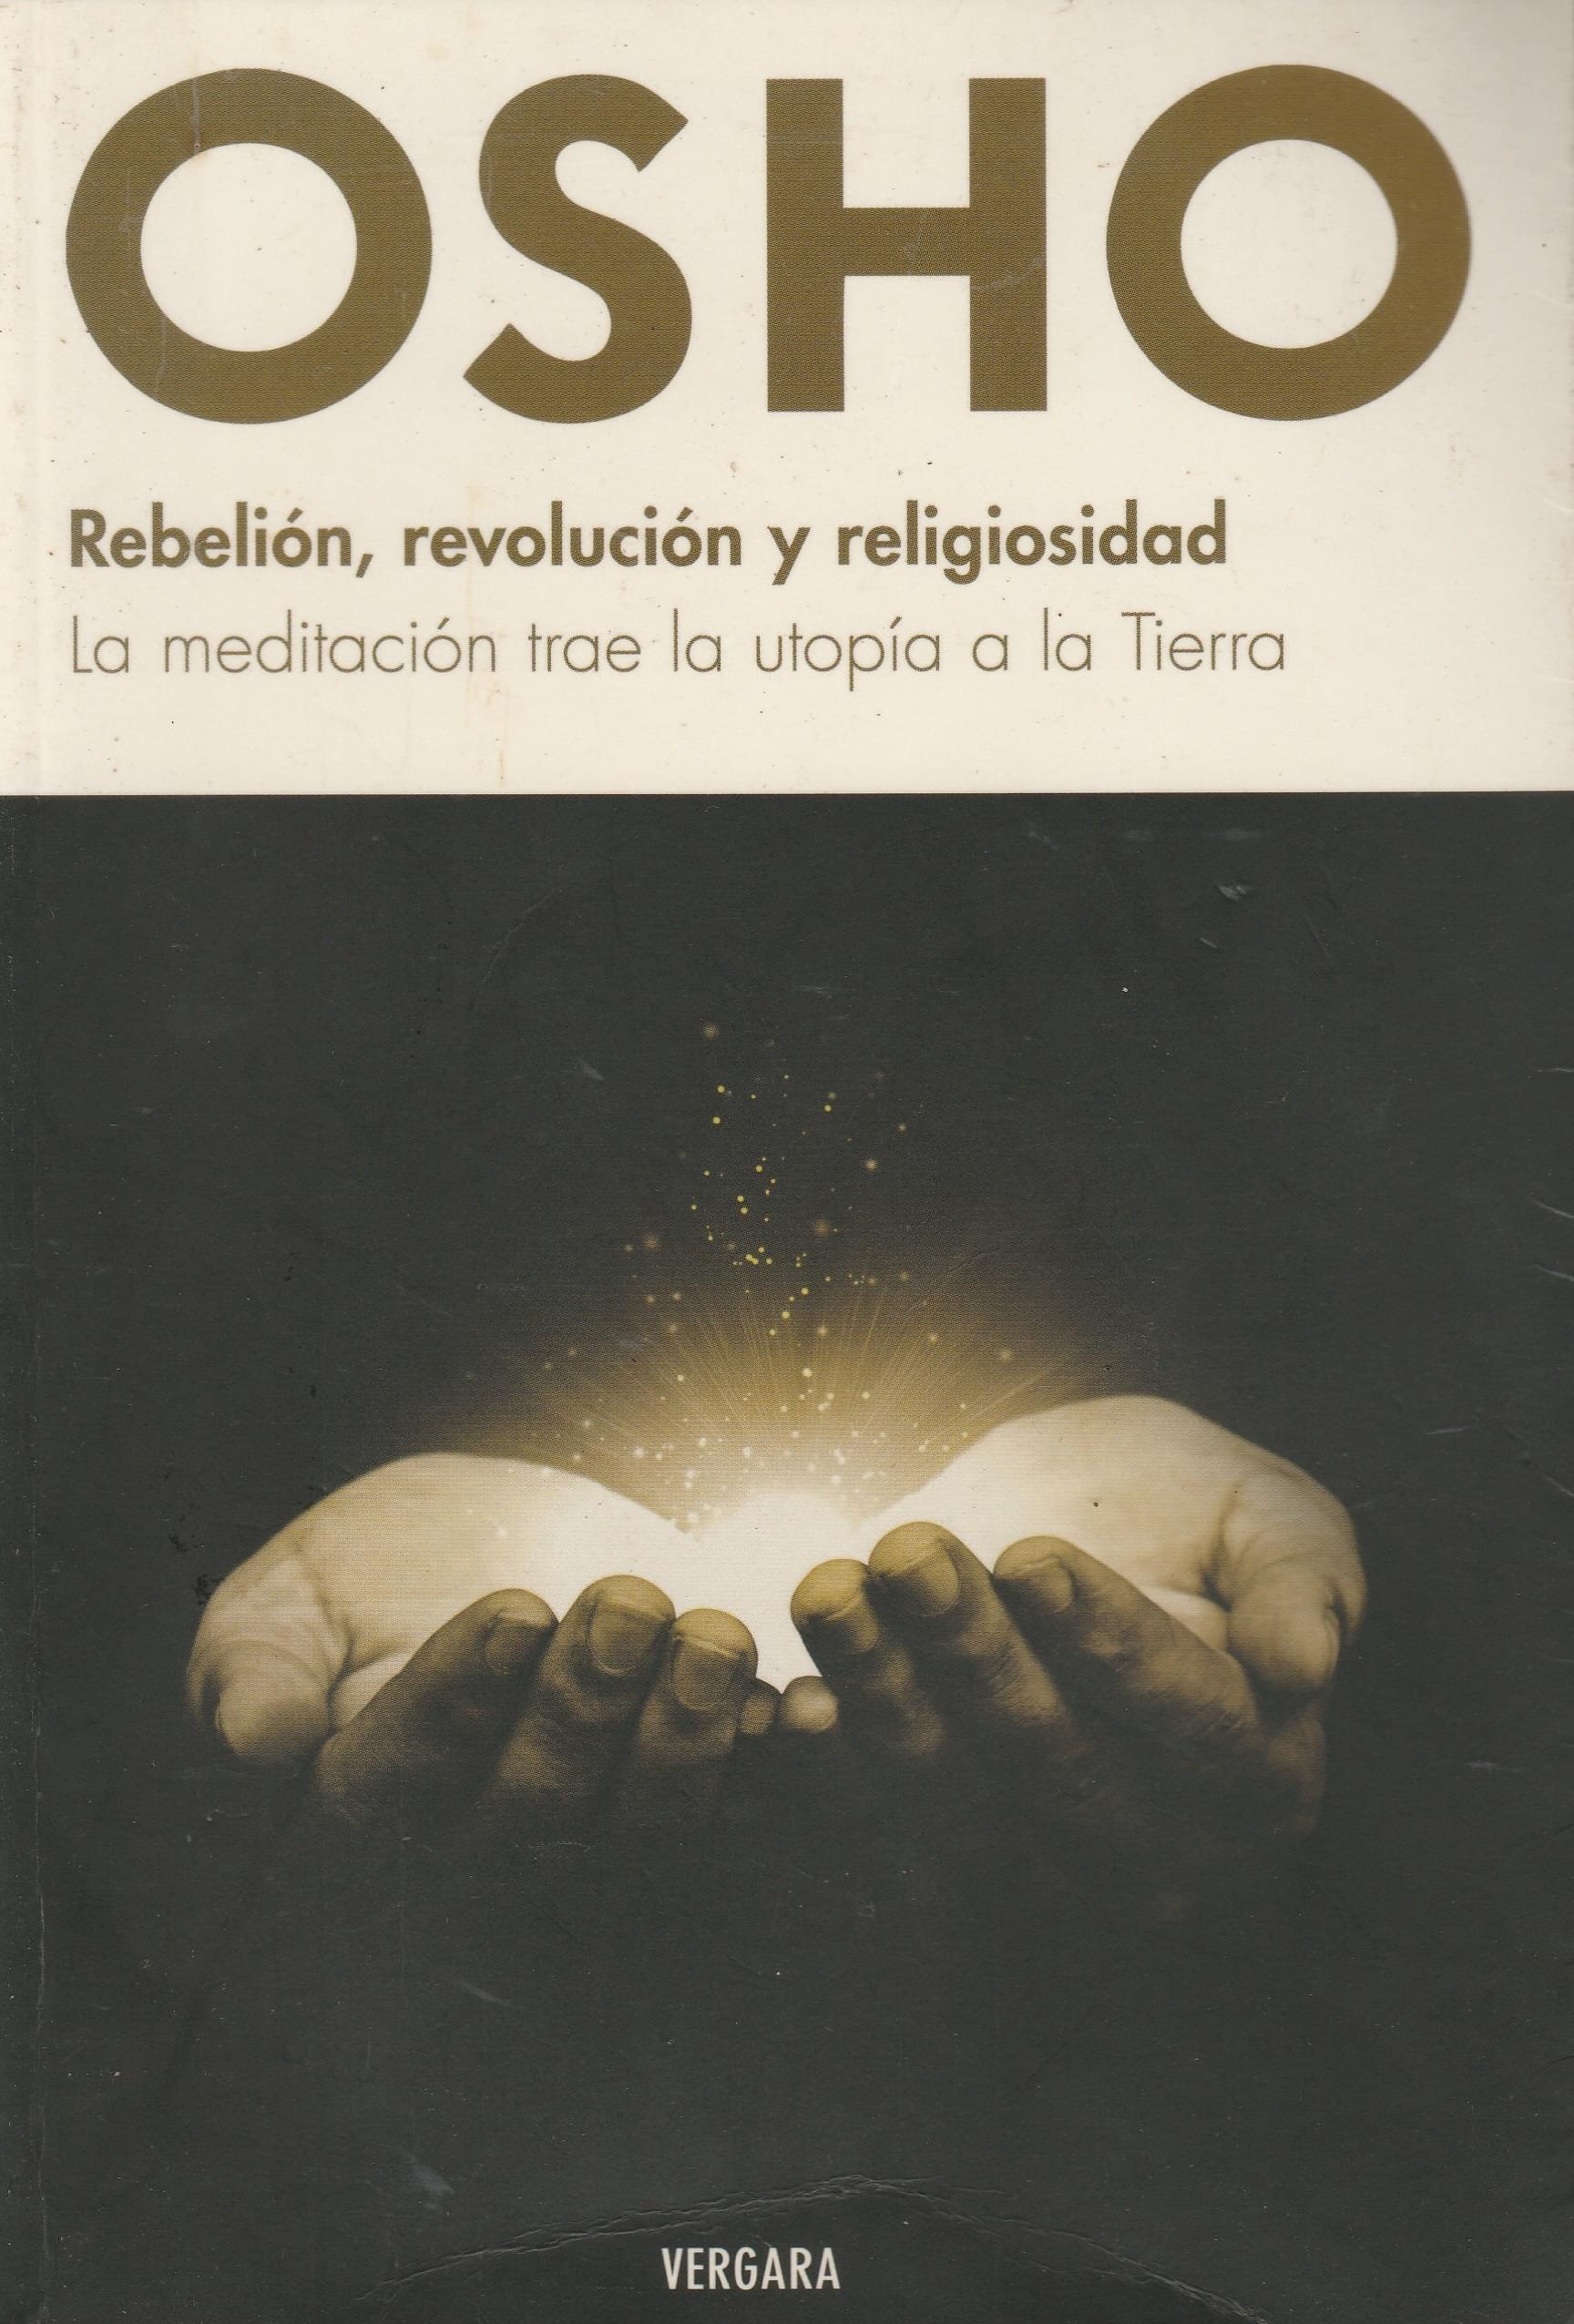 OSHO
Rebelión, revolución y religiosidad
La meditación trae la utopía a la Tierra
VERGARA